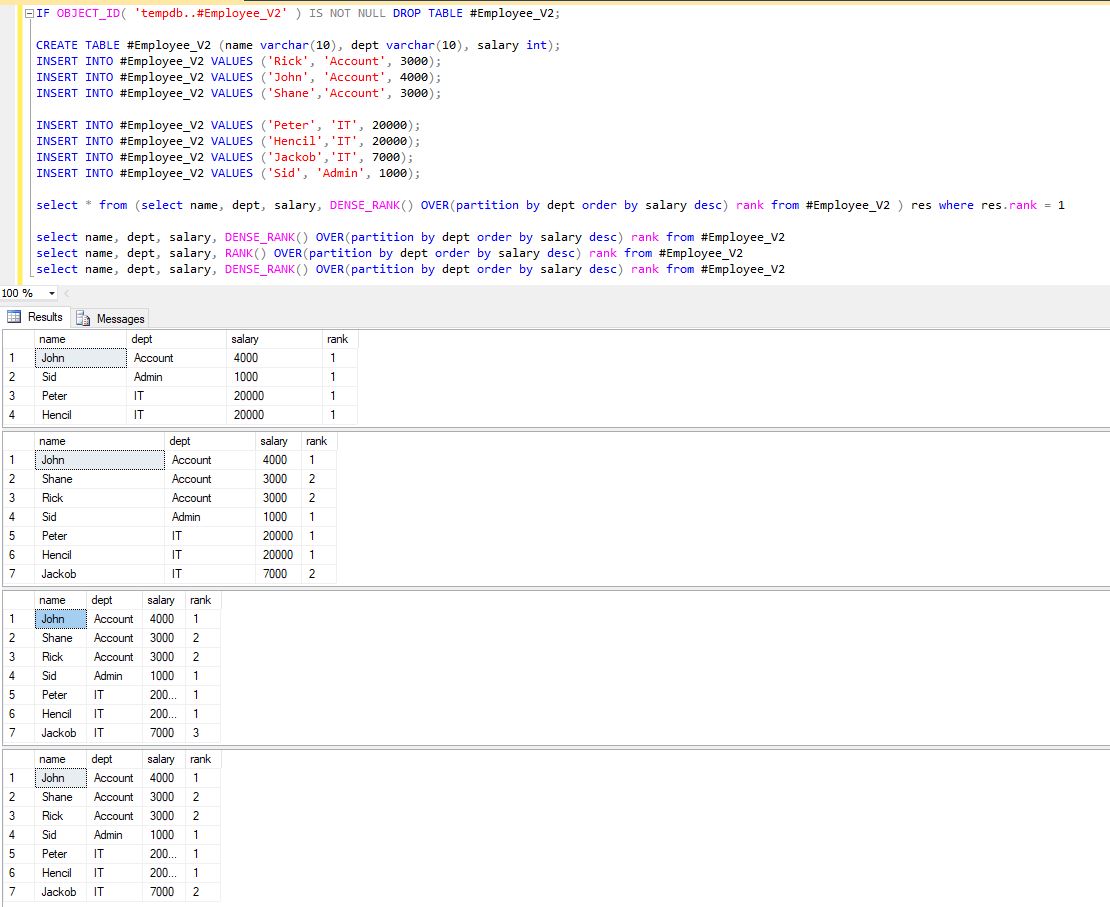 IF OBJECT_ID( 'tempdb..#Employee_V2' ) IS NOT NULL DROP TABLE #Employee_V2;
CREATE TABLE #Employee_V2 (name varchar(10), dept varchar(10), salary int);
INSERT INTO #Employee_V2 VALUES ('Rick', 'Account', 3000);
INSERT INTO #Employee_V2 VALUES ('John', 'Account', 4000);
INSERT INTO #Employee_V2 VALUES ('Shane','Account', 3000);
INSERT INTO #Employee_V2 VALUES ('Peter', 'IT', 20000);
INSERT INTO #Employee_V2 VALUES ('Hencil','IT', 20000);
INSERT INTO #Employee_V2 VALUES ('Jackob','IT', 7000);
INSERT INTO #Employee_V2 VALUES ('Sid', 'Admin', 1000);
select * from (select name, dept, salary, DENSE_RANK() OVER(partition by dept order by salary desc) rank from #Employee_V2 ) res where res.rank = 1
select name, dept, salary, DENSE_RANK() OVER(partition by dept order by salary desc) rank from #Employee_V2
select name, dept, salary, RANK() OVER(partition by dept order by salary desc) rank from #Employee_V2
select name, dept, salary, DENSE_RANK() OVER(partition by dept order by salary desc) rank from #Employee_V2
100 %
Results Messages
name dept salary rank
1 John Account 4000 1
2 Sid Admin 1000 1
3 Peter IT 20000 1
4 Hencil IT 20000 1
name dept salary rank
1 John Account 4000 1
2 Shane Account 3000 2
3 Rick Account 3000 2
4 Sid Admin 1000 1
5 Peter IT 20000 1
6 Hencil IT 20000 1
7 Jackob IT 7000 2
name dept salary rank
1 John Account 4000 1
2 Shane Account 3000 2
3 Rick Account 3000 2
4 Sid Admin 1000 1
5 Peter IT 200... 1
6 Hencil IT 200... 1
7 Jackob IT 7000 3
name dept salary rank
1 John Account 4000 1
2 Shane Account 3000 2
3 Rick Account 3000 2
4 Sid Admin 1000 1
5 Peter IT 200... 1
6 Hencil IT 200... 1
7 Jackob IT 7000 2